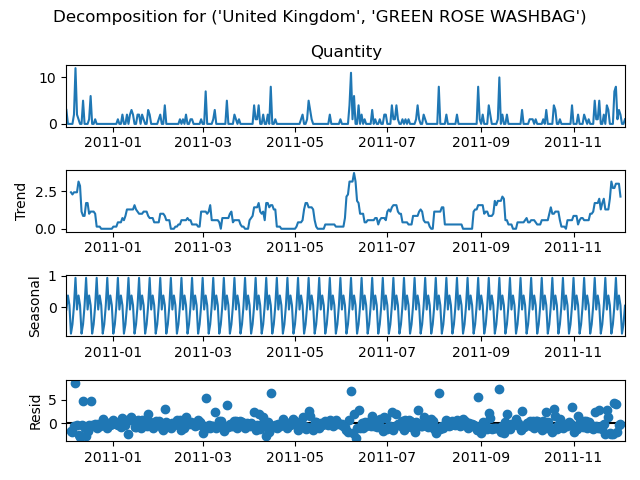 Decomposition for ('United Kingdom', 'GREEN ROSE WASHBAG')
Quantity
10
0
2011-01 2011-03 2011-05 2011-07 2011-09 2011-11
Trend
2.5
0.0
2011-01 2011-03 2011-05 2011-07 2011-09 2011-11
Seasonal
1
0
2011-01 2011-03 2011-05 2011-07 2011-09 2011-11
Resid
5
0
2011-01 2011-03 2011-05 2011-07 2011-09 2011-11